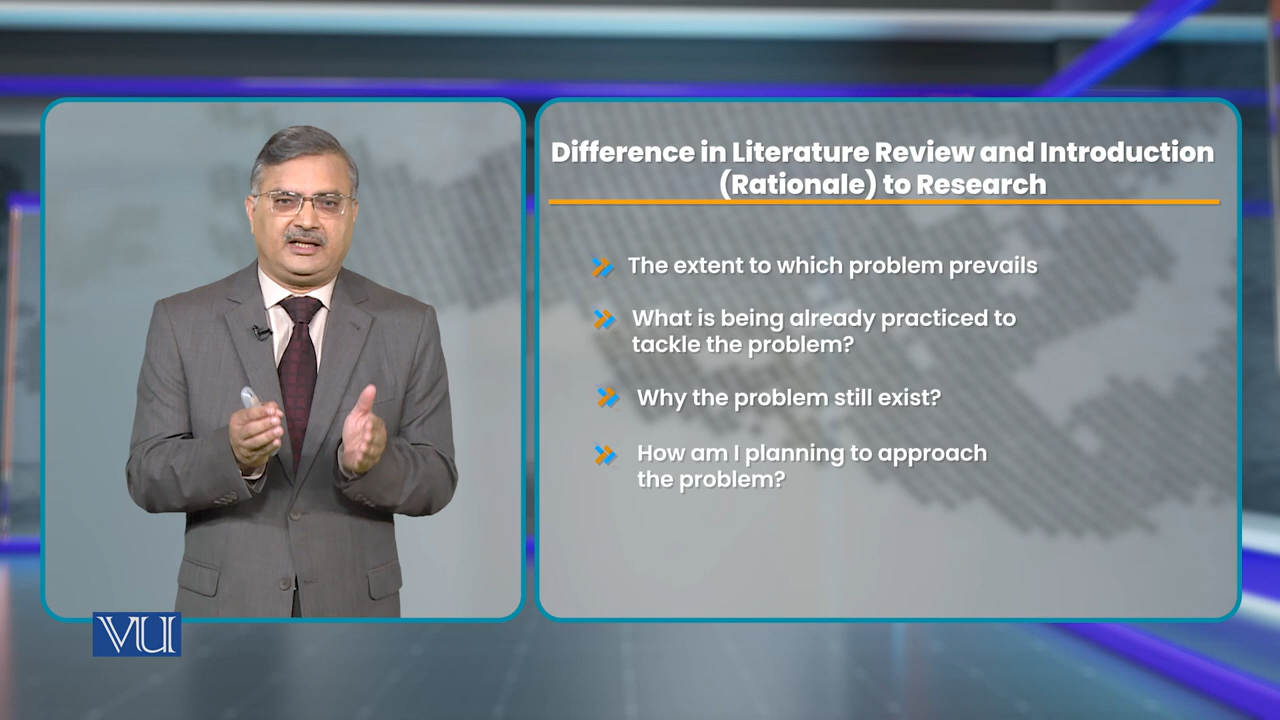 Difference in Literature Review and Introduction
(Rationale) to Research
The extent to which problem prevails
What is being already practiced to
tackle the problem?
Why the problem still exist?
How am I planning to approach
the problem?
VU